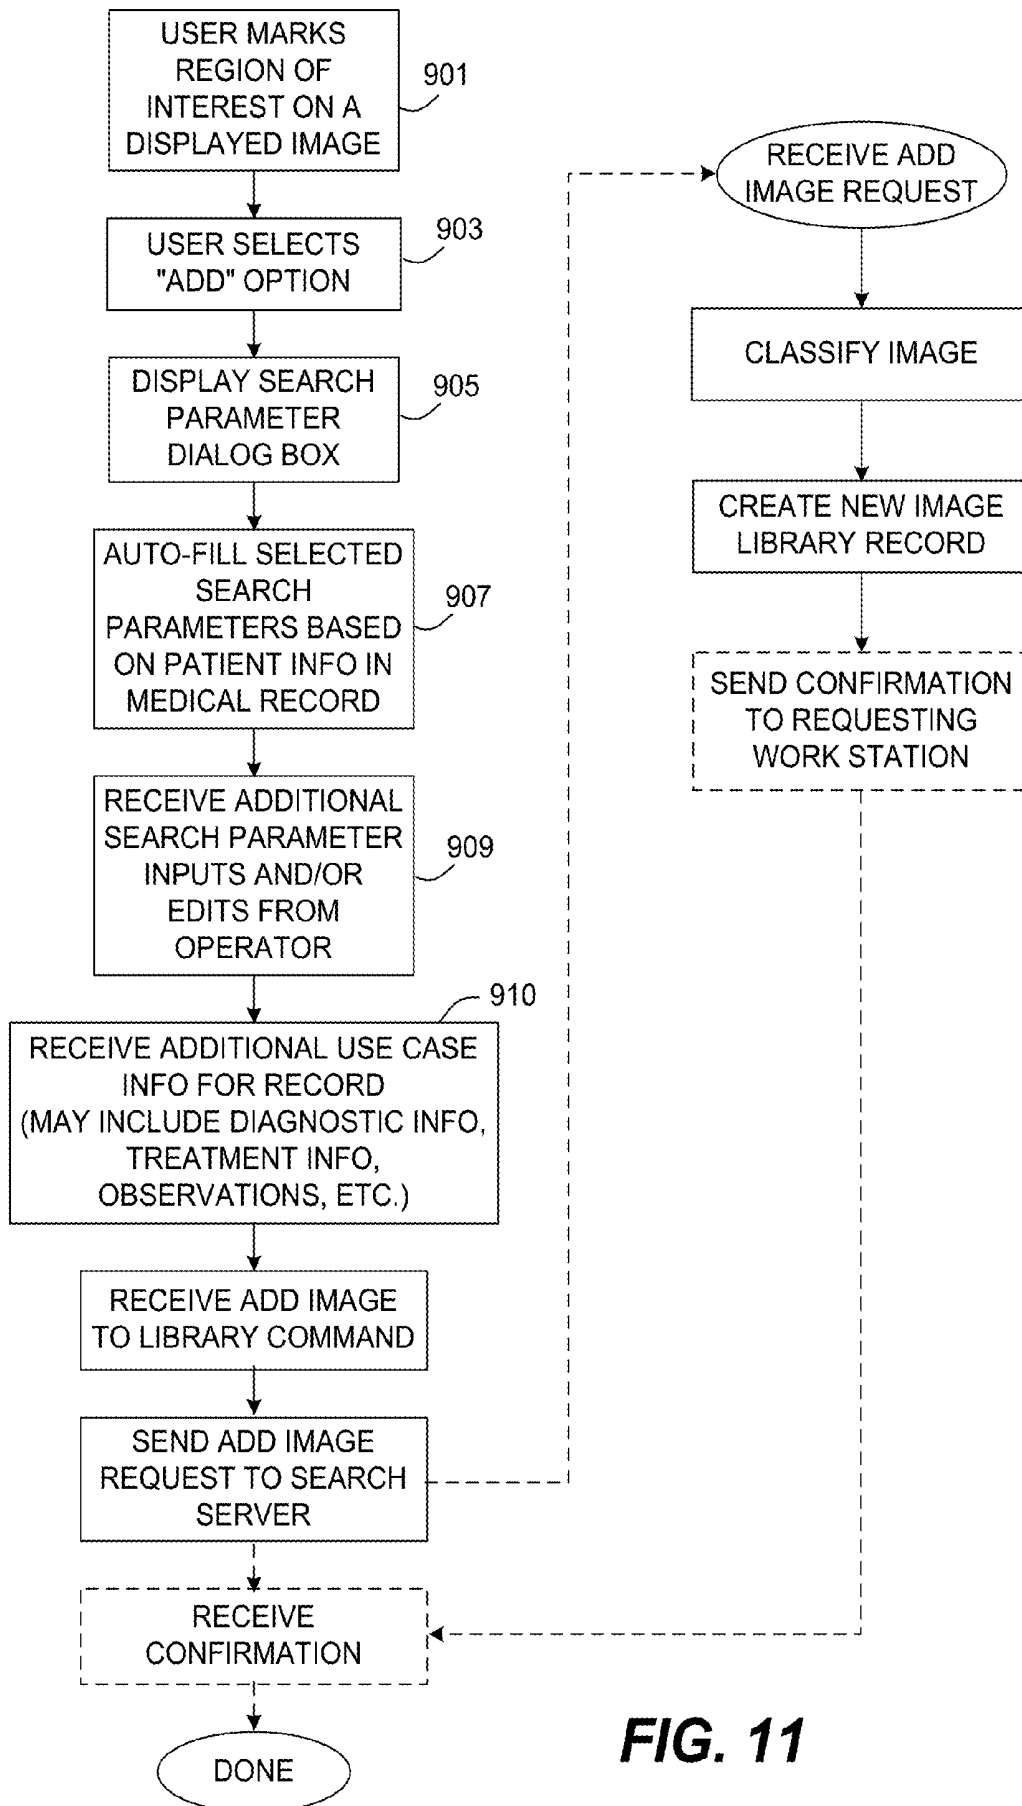 USER MARKS
REGION OF
INTEREST ON A
DISPLAYED IMAGE
901
USER SELECTS
"ADD" OPTION
903
DISPLAY SEARCH
PARAMETER
DIALOG BOX
905
AUTO-FILL SELECTED
SEARCH
PARAMETERS BASED
ON PATIENT INFO IN
MEDICAL RECORD
907
RECEIVE ADDITIONAL
SEARCH PARAMETER
INPUTS AND/OR
EDITS FROM
OPERATOR
909
910
RECEIVE ADDITIONAL USE CASE
INFO FOR RECORD
(MAY INCLUDE DIAGNOSTIC INFO,
TREATMENT INFO,
OBSERVATIONS, ETC.)
RECEIVE ADD IMAGE
TO LIBRARY COMMAND
SEND ADD IMAGE
REQUEST TO SEARCH
SERVER
RECEIVE
CONFIRMATION
DONE
RECEIVE ADD
IMAGE REQUEST
CLASSIFY IMAGE
CREATE NEW IMAGE
LIBRARY RECORD
SEND CONFIRMATION
TO REQUESTING
WORK STATION
FIG. 11